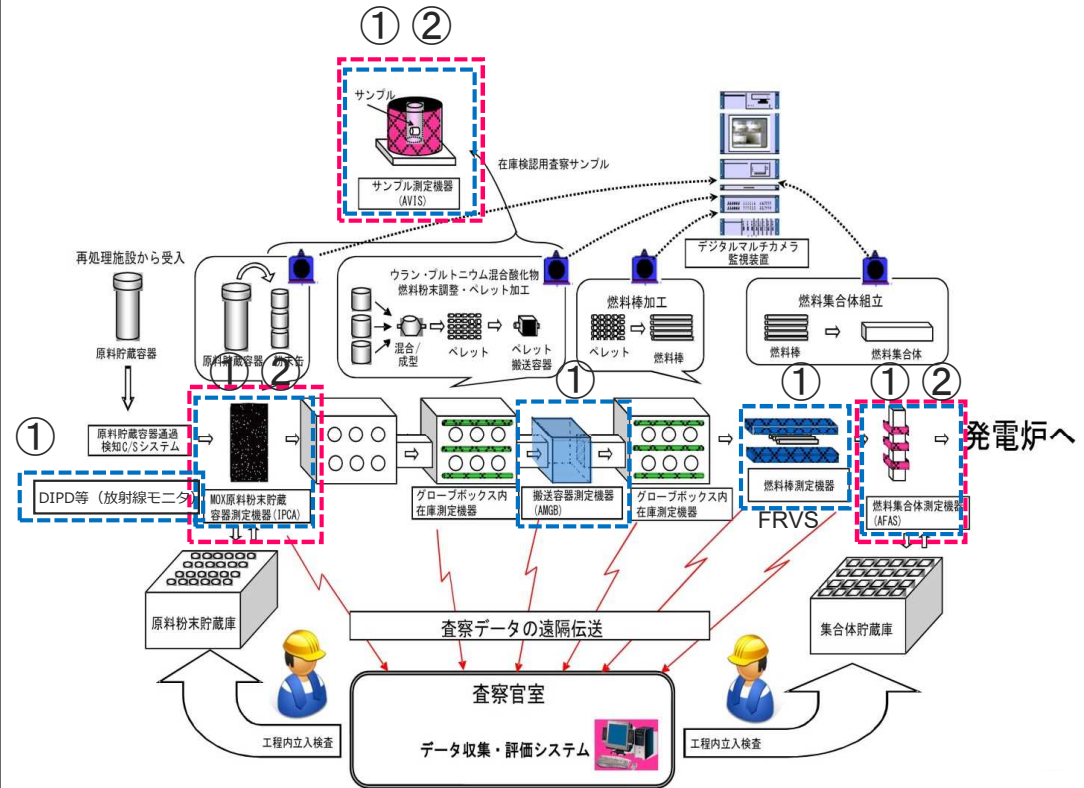 ① ②
サンプル
サンプル測定機器
(AVIS)
在庫検認用査察サンプル
デジタルマルチカメラ
監視装置
再処理施設から受入
原料貯蔵容器
原料貯蔵容器
粉末缶
ウラン・プルトニウム混合酸化物
燃料粉末調整・ペレット加工
混合/
成型
ペレット
ペレット
搬送容器
燃料棒加工
ペレット
燃料棒
燃料集合体組立
燃料棒
燃料集合体
① ②
①
①
① ②
①
原料貯蔵容器通過
検知C/Sシステム
DIPD等（放射線モニタ）
MOX原料粉末貯蔵
容器測定機器(IPCA)
グローブボックス内
在庫測定機器
搬送容器測定機器
(AMGB)
グローブボックス内
在庫測定機器
燃料棒測定機器
FRVS
燃料集合体測定機器
(AFAS)
発電炉へ
原料粉末貯蔵庫
査察データの遠隔伝送
集合体貯蔵庫
工程内立入検査
査察官室
データ収集・評価システム
工程内立入検査